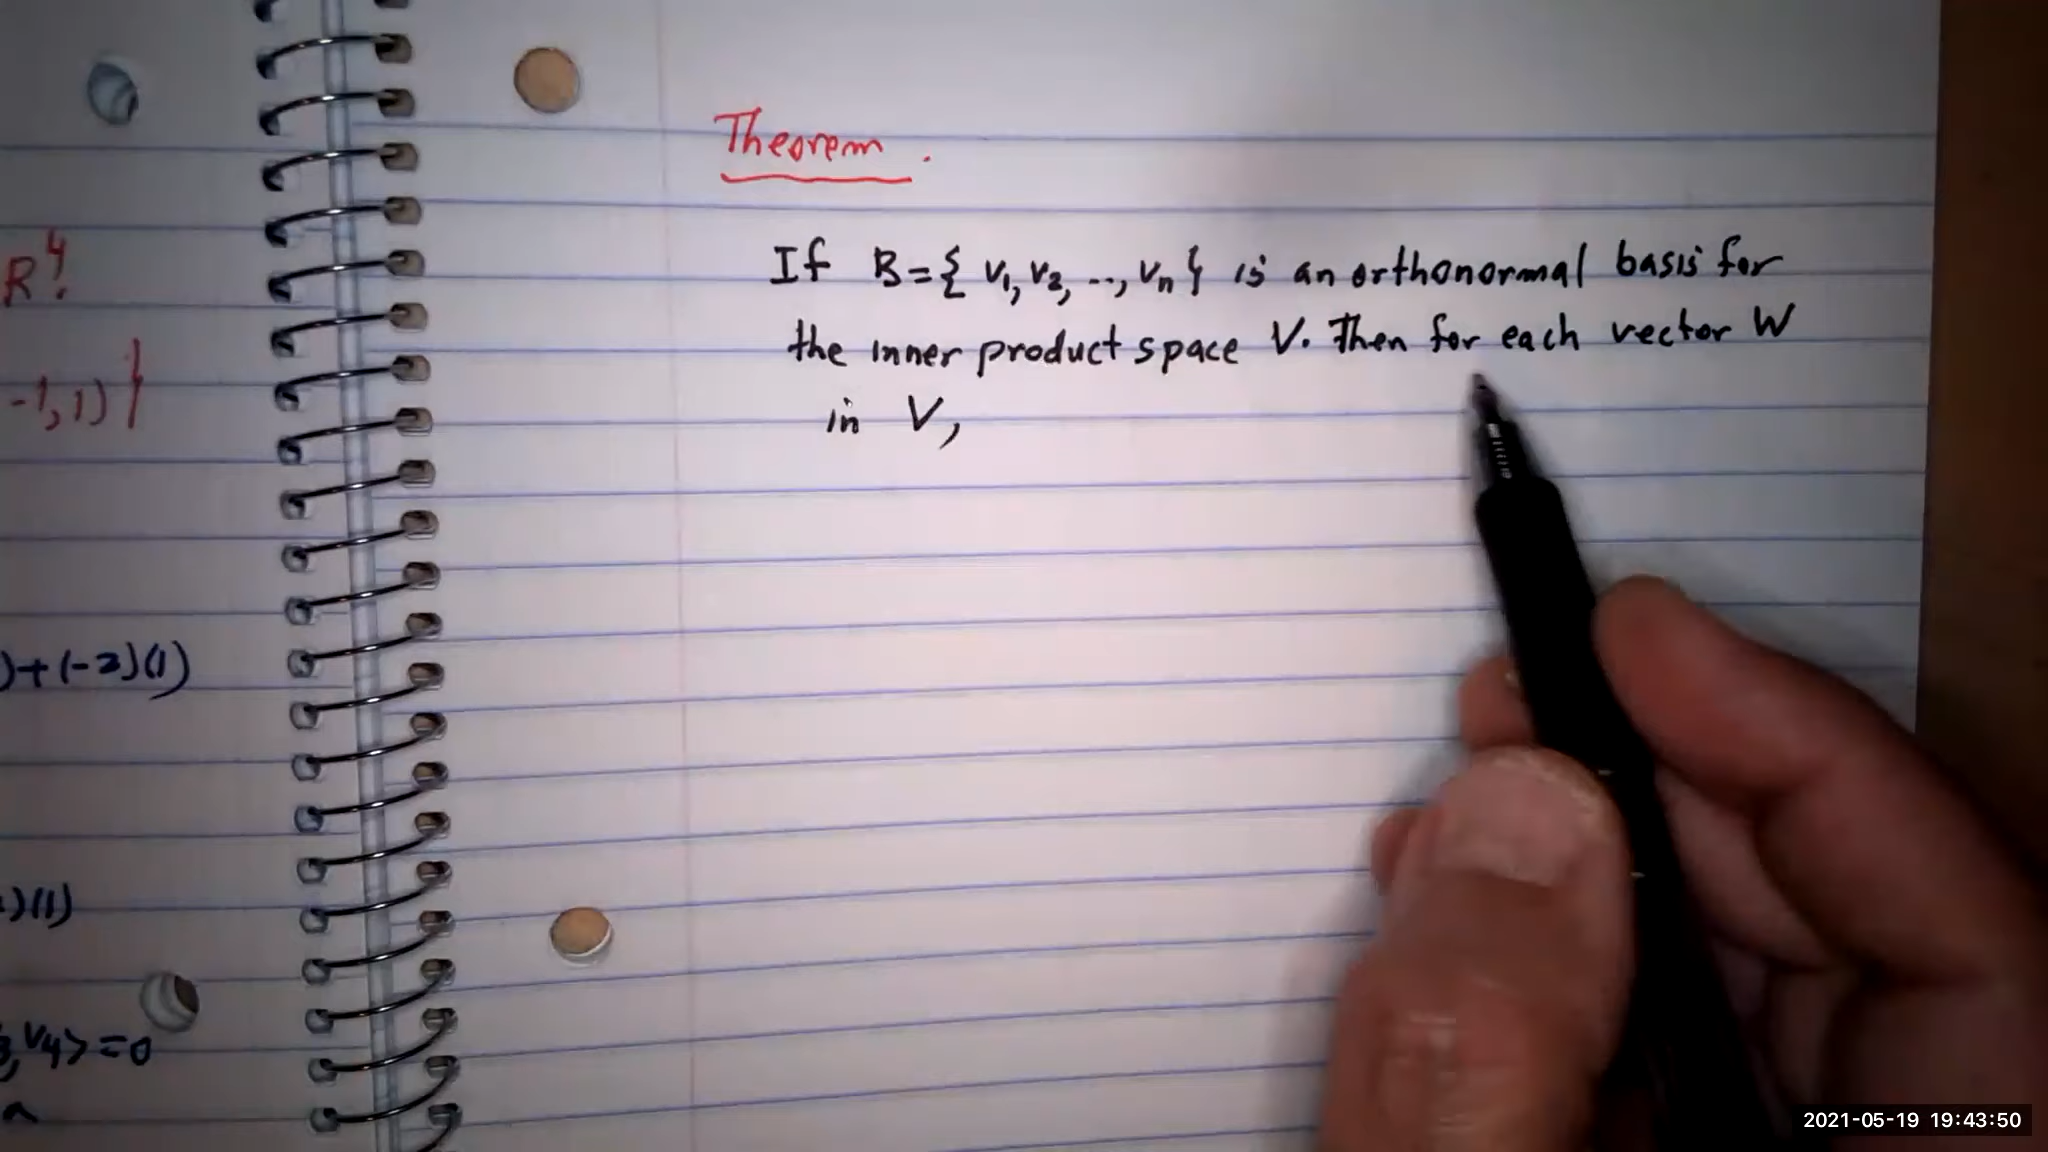 Theorem.
If B={ v1, v2, .., vn } is an orthonormal basis for
the inner product space V. Then for each vector W
in V,
R4!
-1,1)}
)+(-2)(1)
)(1)
,v4>=0
2021-05-19 19:43:50